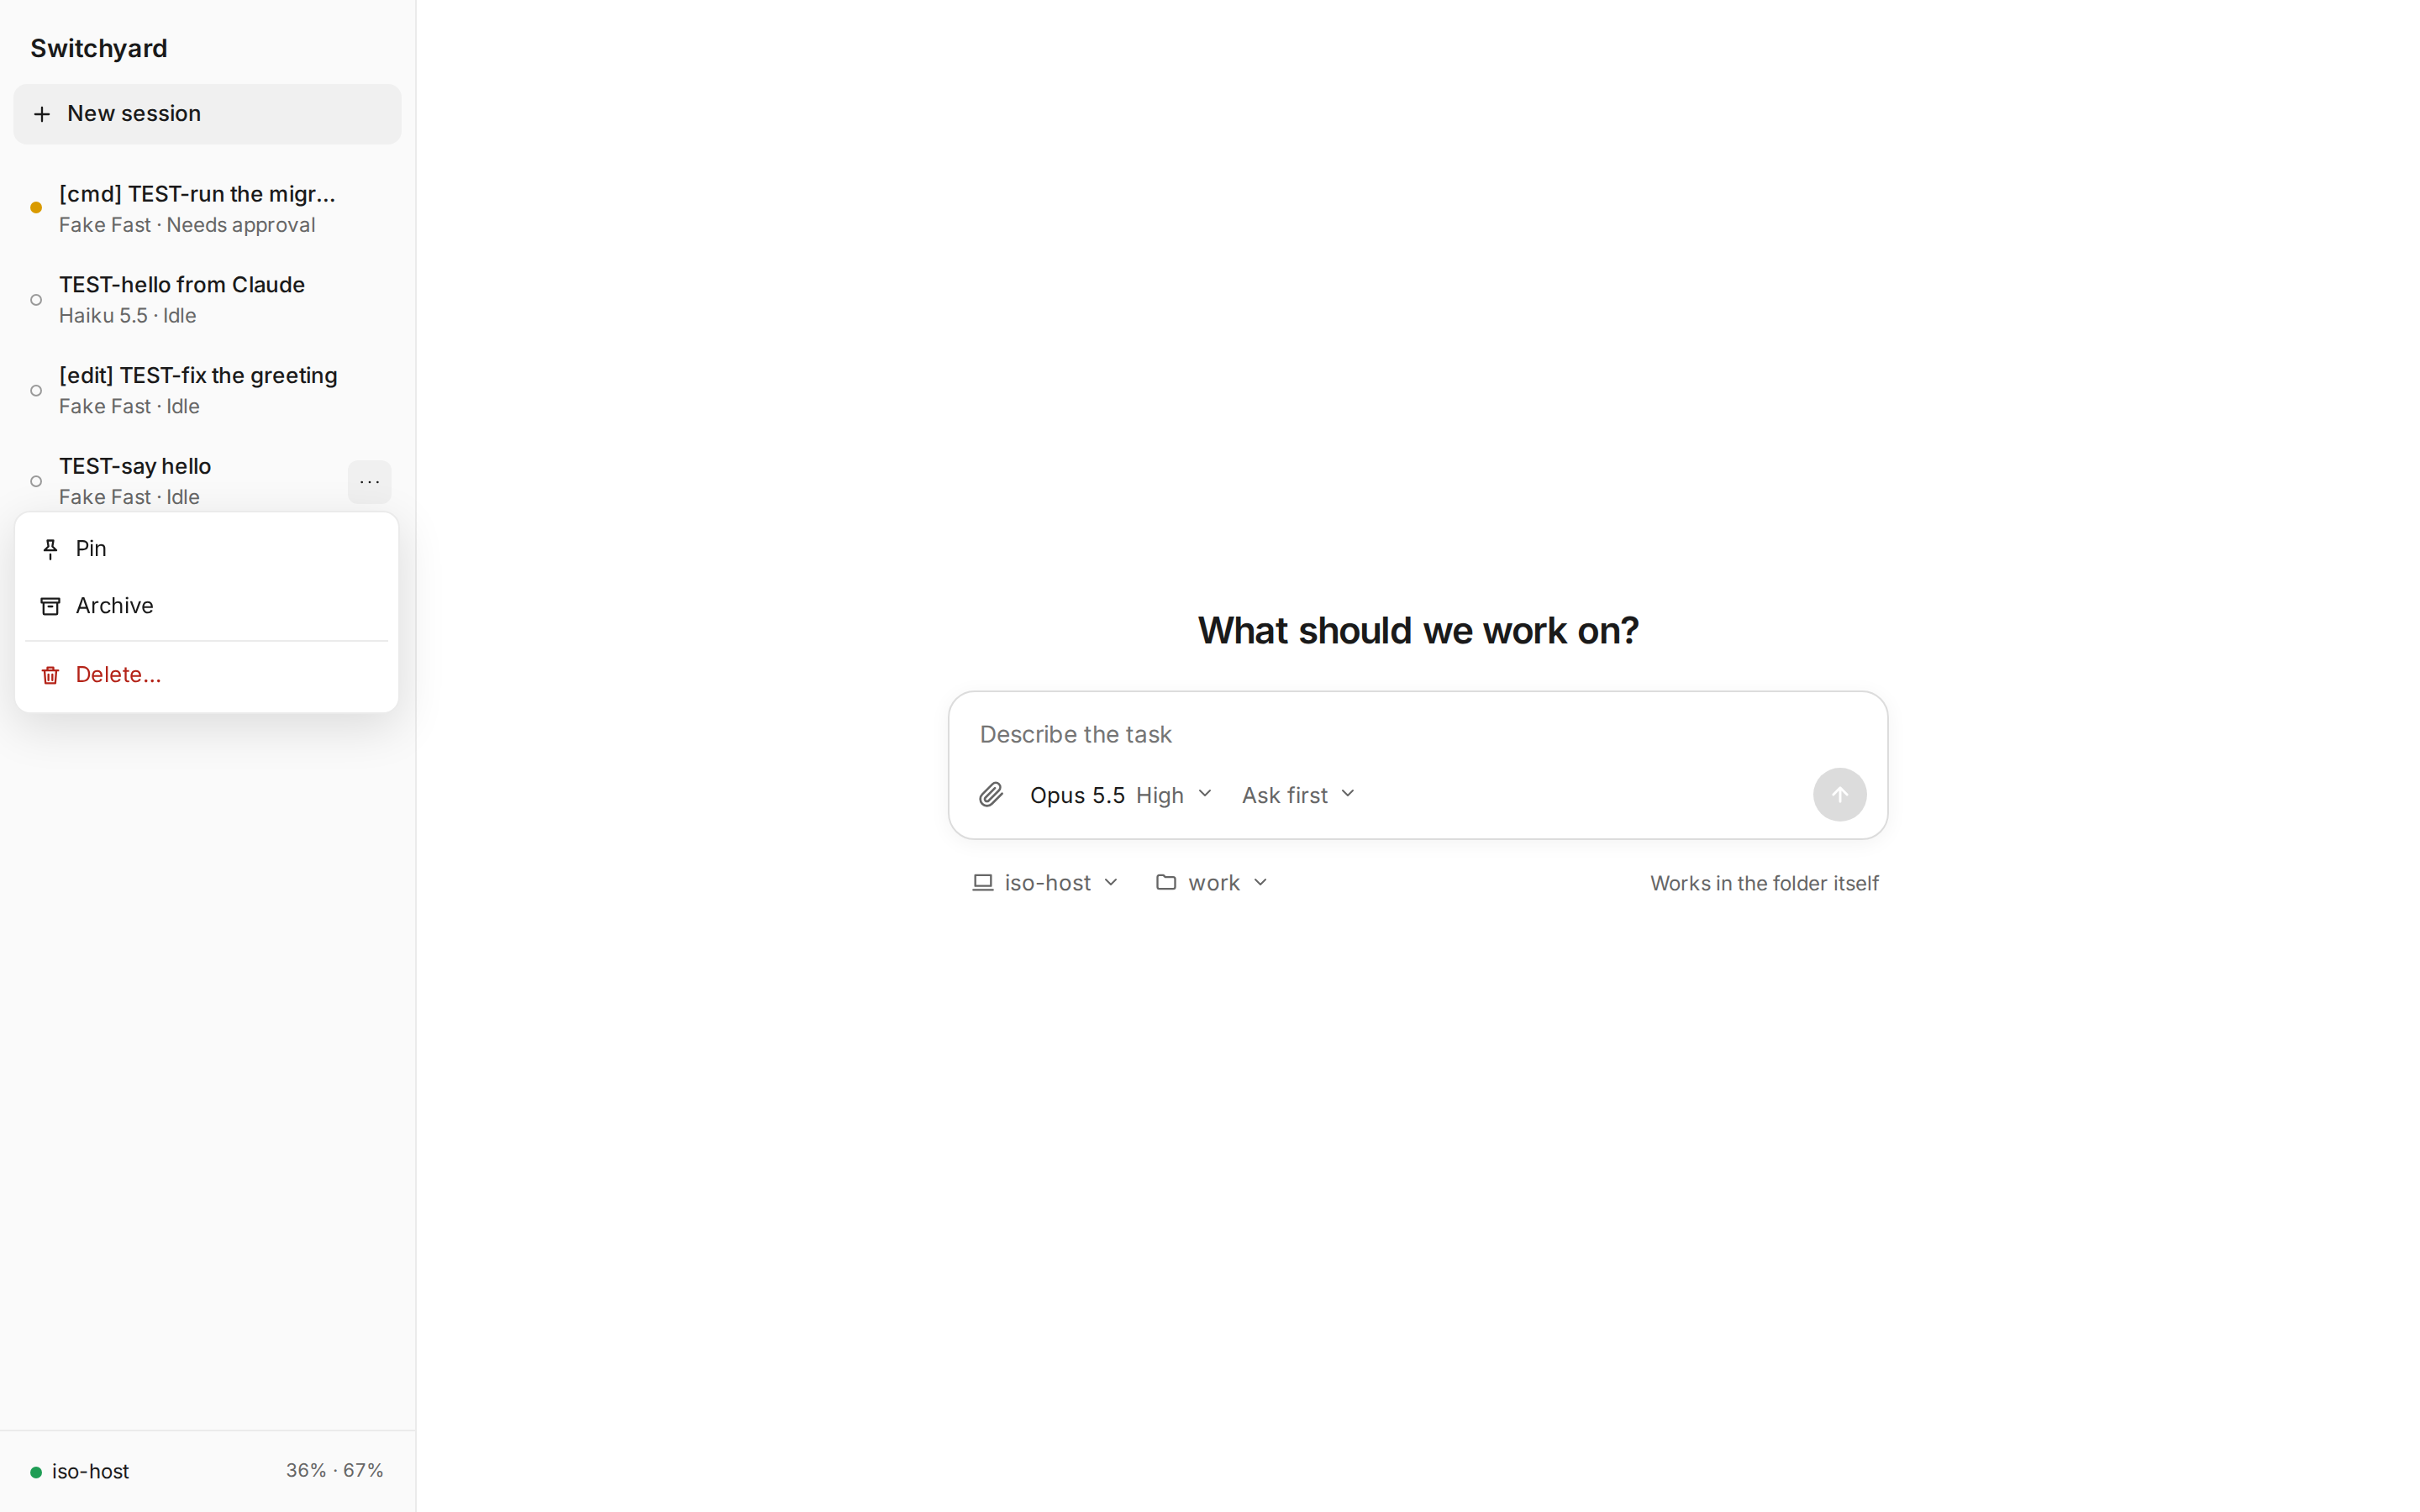 Switchyard
New session
[cmd] TEST-run the migr...
Fake Fast · Needs approval
TEST-hello from Claude
Haiku 5.5 · Idle
[edit] TEST-fix the greeting
Fake Fast · Idle
TEST-say hello
Fake Fast · Idle
Pin
Archive
Delete...
What should we work on?
Describe the task
Opus 5.5 High Ask first
iso-host work Works in the folder itself
iso-host 36% · 67%